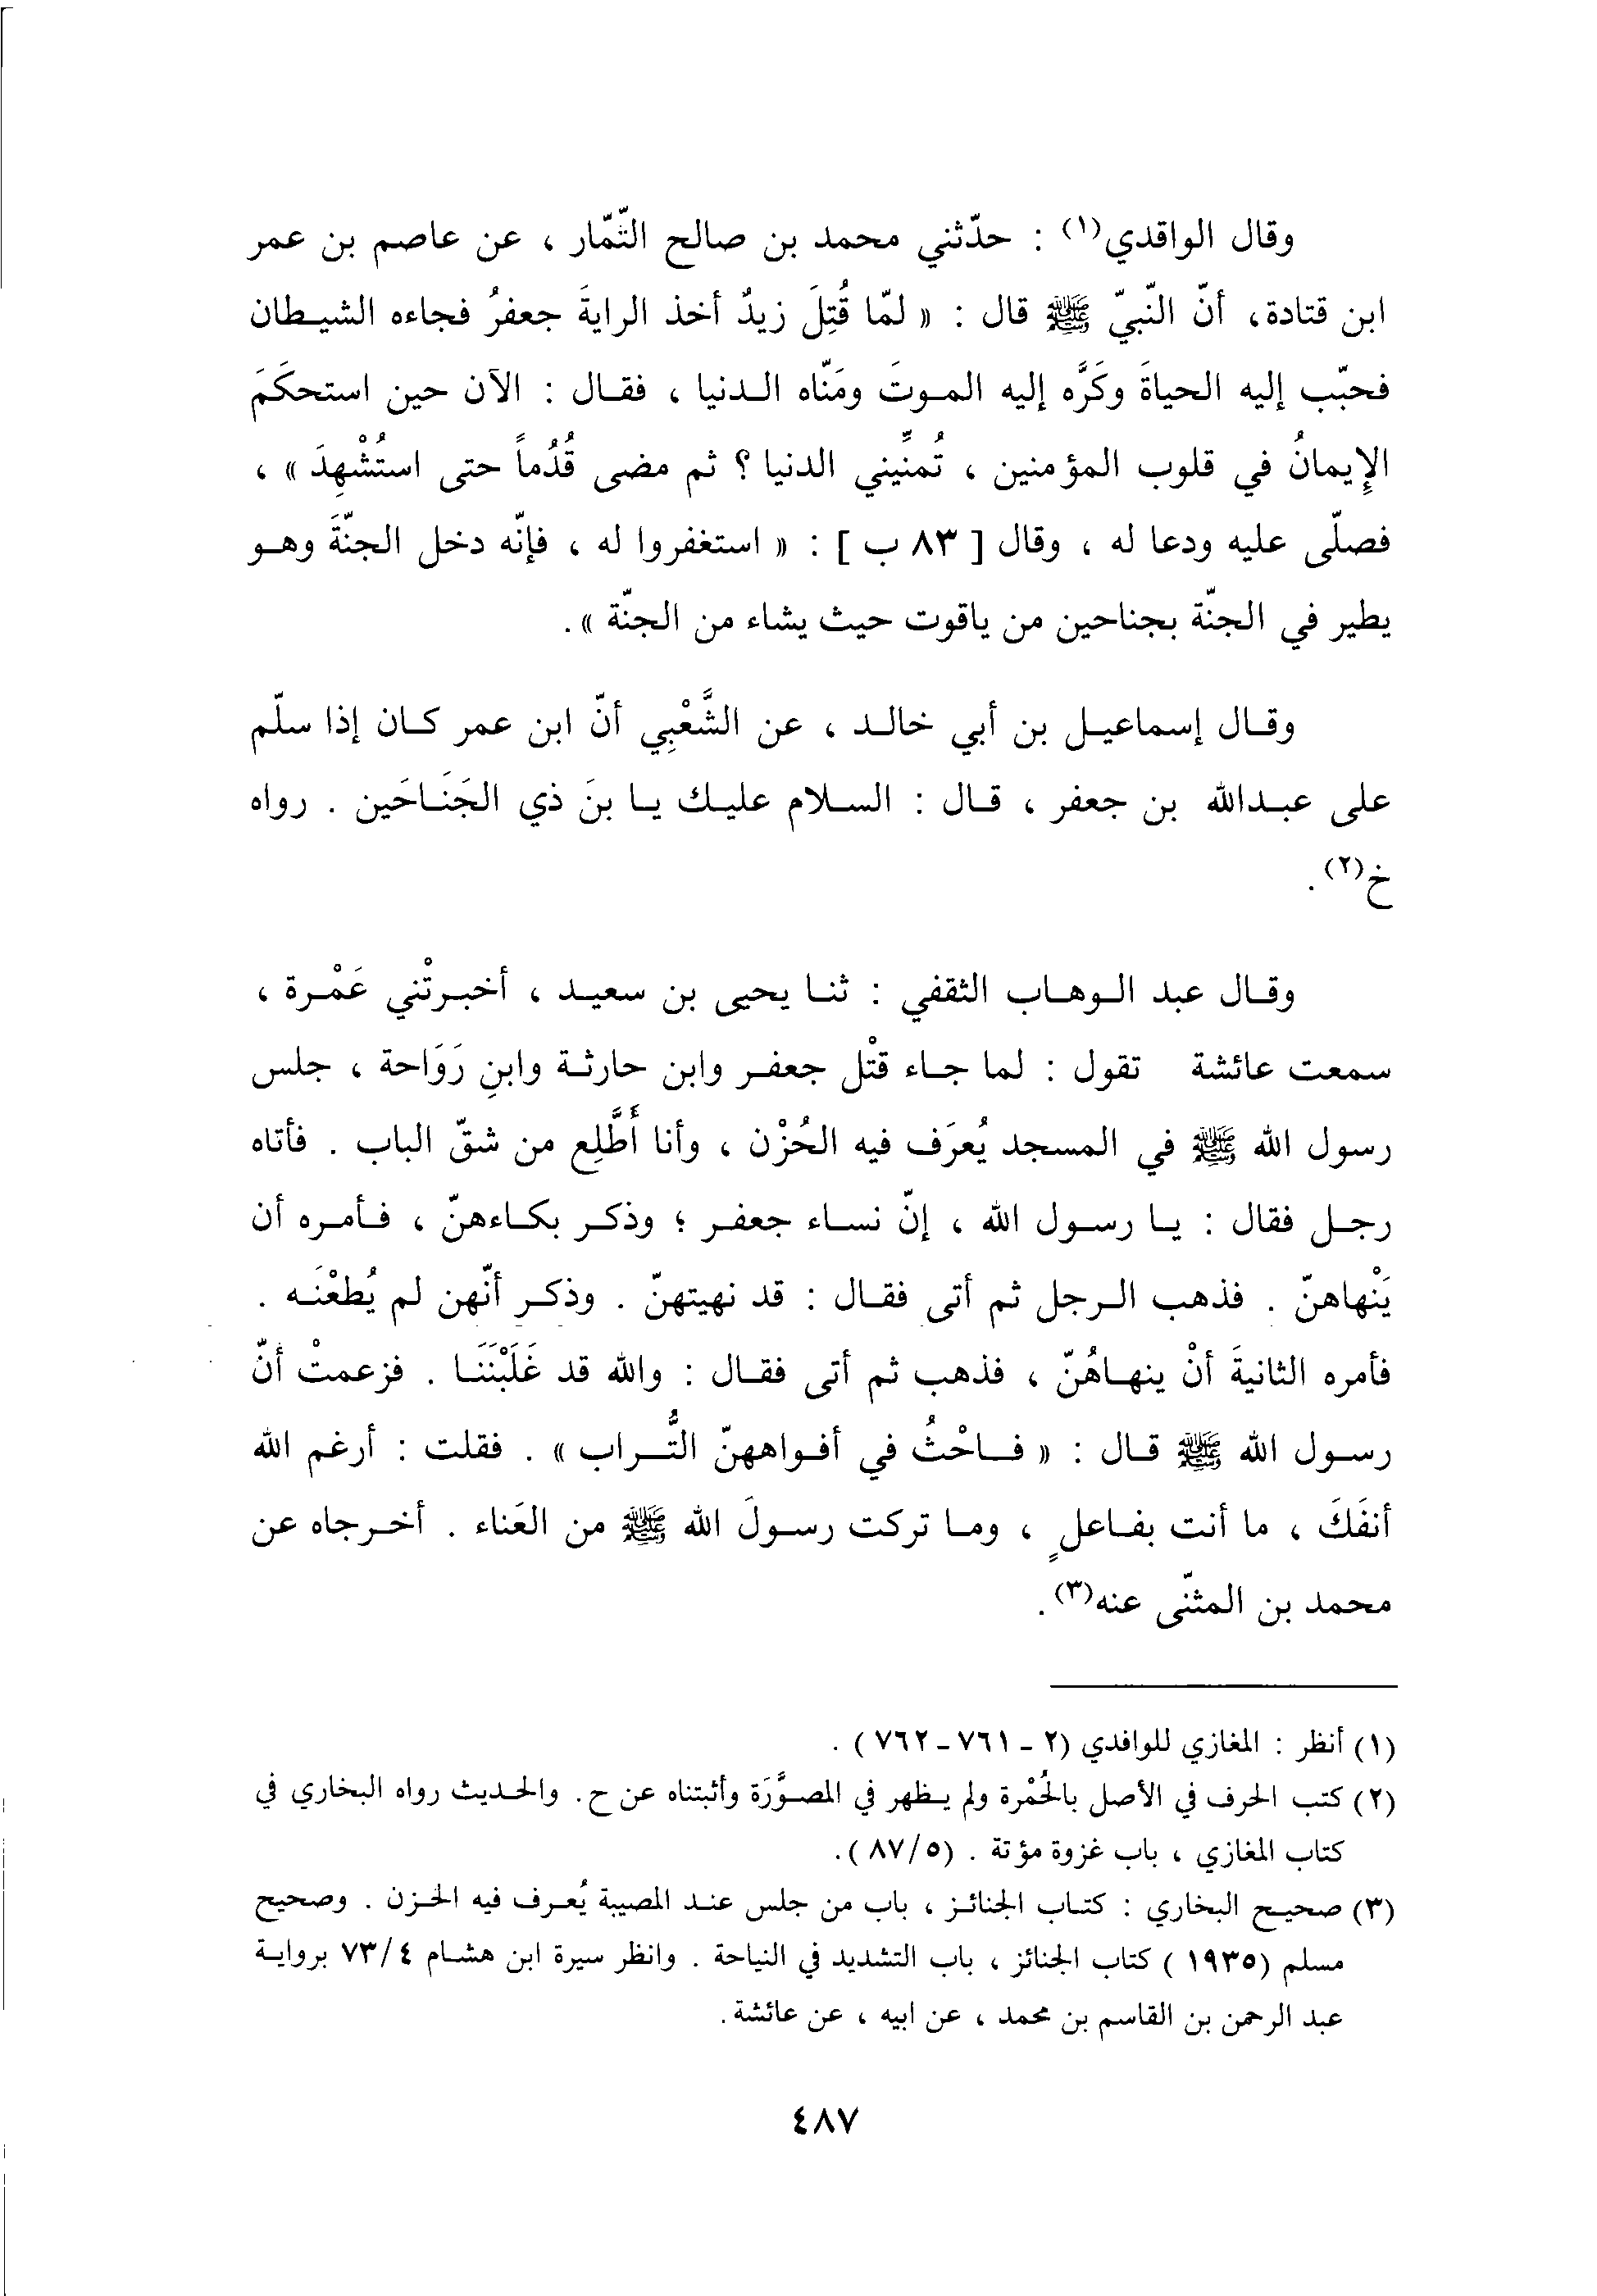 وقال الواقدي(١) : حدّثني محمد بن صالح التّمّار ، عن عاصم بن عمر
ابن قتادة، أنّ النّبيّ ﷺ قال : « لمّا قُتِلَ زيدٌ أخذ الرايةَ جعفرُ فجاءه الشيطان
فحبّب إليه الحياةَ وكَرَّه إليه الموتَ ومَنّاه الدنيا ، فقال : الآن حين استحكَمَ
الإِيمانُ في قلوب المؤمنين ، تُمنِّيني الدنيا ؟ ثم مضى قُدُماً حتى استُشْهِدَ » ،
فصلّى عليه ودعا له ، وقال [ ٨٣ ب ] : « استغفروا له ، فإنّه دخل الجنّةَ وهو
يطير في الجنّة بجناحين من ياقوت حيث يشاء من الجنّة » .
وقال إسماعيل بن أبي خالد ، عن الشَّعْبِي أنّ ابن عمر كان إذا سلّم
على عبدالله بن جعفر ، قال : السلام عليك يا بنَ ذي الجَنَاحَين . رواه
خ(٢) .
وقال عبد الوهاب الثقفي : ثنا يحيى بن سعيد ، أخبرتْني عَمْرة ،
سمعت عائشة تقول : لما جاء قتْل جعفر وابن حارثة وابنِ رَوَاحة ، جلس
رسول الله ﷺ في المسجد يُعرَف فيه الحُزْن ، وأنا أَطَّلِع من شقّ الباب . فأتاه
رجل فقال : يا رسول الله ، إنّ نساء جعفر ؛ وذكر بكاءهنّ ، فأمره أن
يَنْهاهنّ . فذهب الرجل ثم أتى فقال : قد نهيتهنّ . وذكر أنّهن لم يُطعْنَه .
فأمره الثانيةَ أنْ ينهاهُنّ ، فذهب ثم أتى فقال : والله قد غَلَبْنَنَا . فزعمتْ أنّ
رسول الله ﷺ قال : « فاحْثُ في أفواههنّ التُّراب » . فقلت : أرغم الله
أنفَكَ ، ما أنت بفاعلٍ ، وما تركت رسولَ الله ﷺ من العَناء . أخرجاه عن
محمد بن المثنّى عنه(٣) .
(١) أنظر : المغازي للوافدي (٢ - ٧٦١ - ٧٦٢ ) .
(٢) كتب الحرف في الأصل بالحُمْرة ولم يظهر في المصوَّرَة وأثبتناه عن ح. والحديث رواه البخاري في
كتاب المغازي ، باب غزوة مؤتة . (٨٧/٥ ).
(٣) صحيح البخاري : كتاب الجنائز ، باب من جلس عند المصيبة يُعرف فيه الحزن . وصحيح
مسلم (١٩٣٥ ) كتاب الجنائز ، باب التشديد في النياحة . وانظر سيرة ابن هشام ٧٣/٤ برواية
عبد الرحمن بن القاسم بن محمد ، عن ابيه ، عن عائشة.
٤٨٧